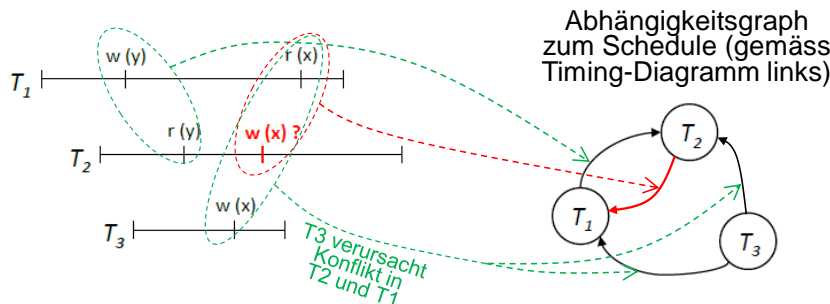 Abhängigkeitsgraph
zum Schedule (gemäss
Timing-Diagramm links)
w (y)
r (x)
T1
r (y)
w (x) ?
T2
w (x)
T3
T3 verursacht
Konflikt in
T2 und T1
T2
T1
T3